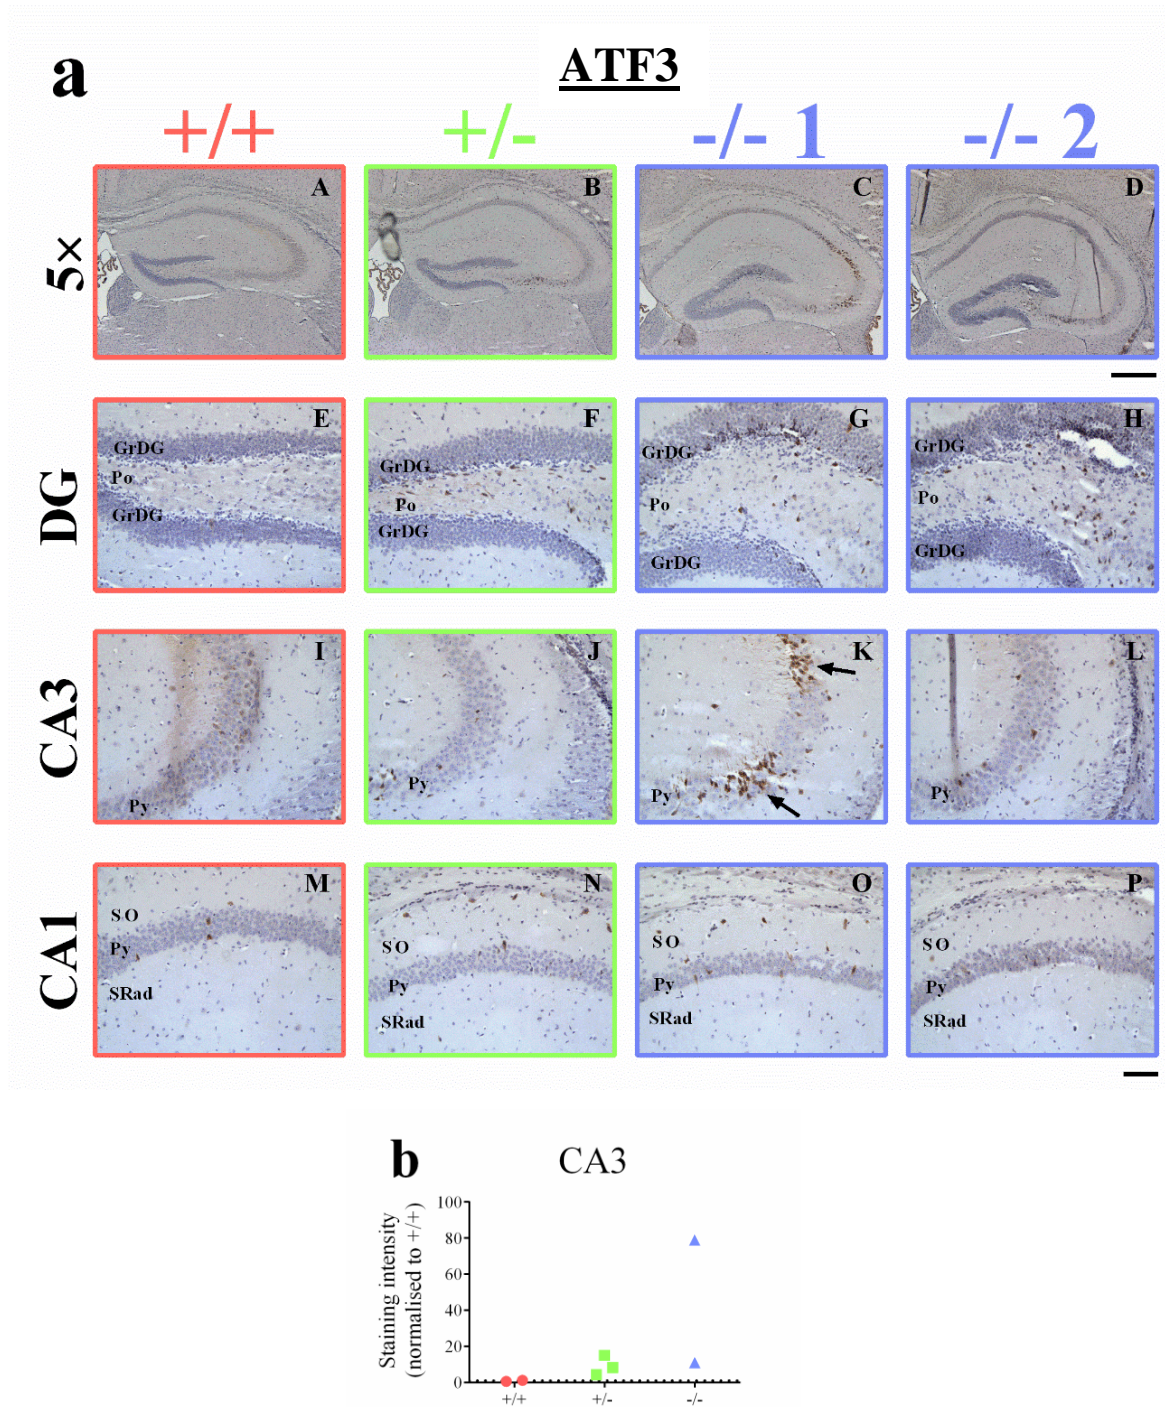 a
ATF3
+/+ +/- -/- 1 -/- 2
5×
A B C D
DG
E F G H
GrDG GrDG GrDG GrDG
Po Po Po Po
GrDG GrDG GrDG GrDG
CA3
I J K L
Py Py Py Py
CA1
M N O P
SO SO SO SO
Py Py Py Py
SRad SRad SRad SRad
b
CA3
Staining intensity
(normalised to +/+)
100
80
60
40
20
0
+/+ +/- -/-